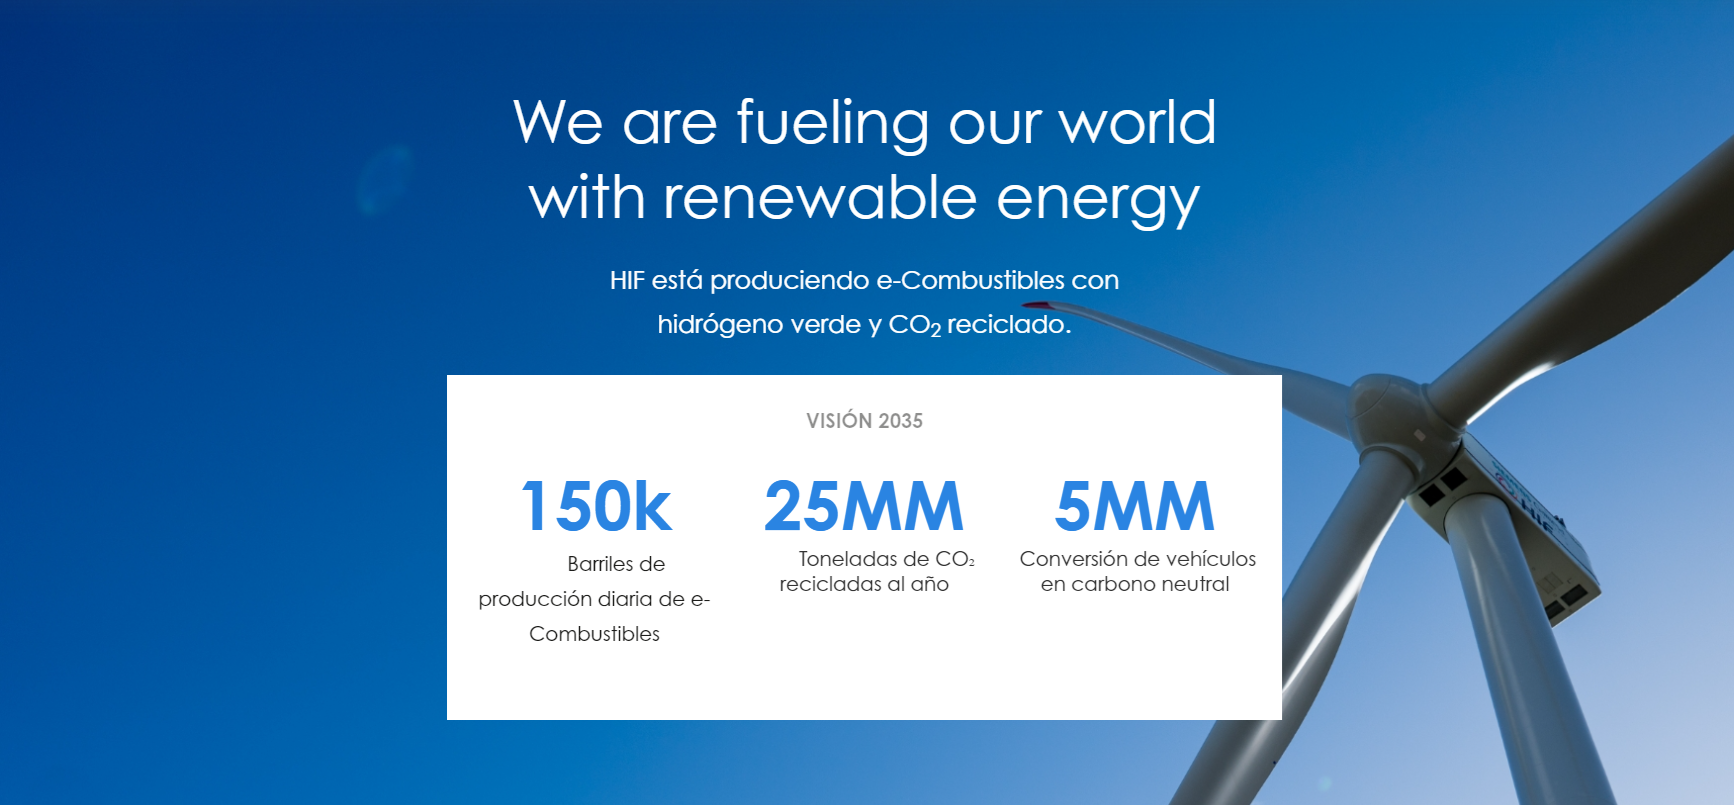 We are fueling our world
with renewable energy
HIF está produciendo e-Combustibles con
hidrógeno verde y CO₂ reciclado.
VISIÓN 2035
150k
Barriles de
producción diaria de e-
Combustibles
25MM
Toneladas de CO₂
recicladas al año
5MM
Conversión de vehículos
en carbono neutral
HIF